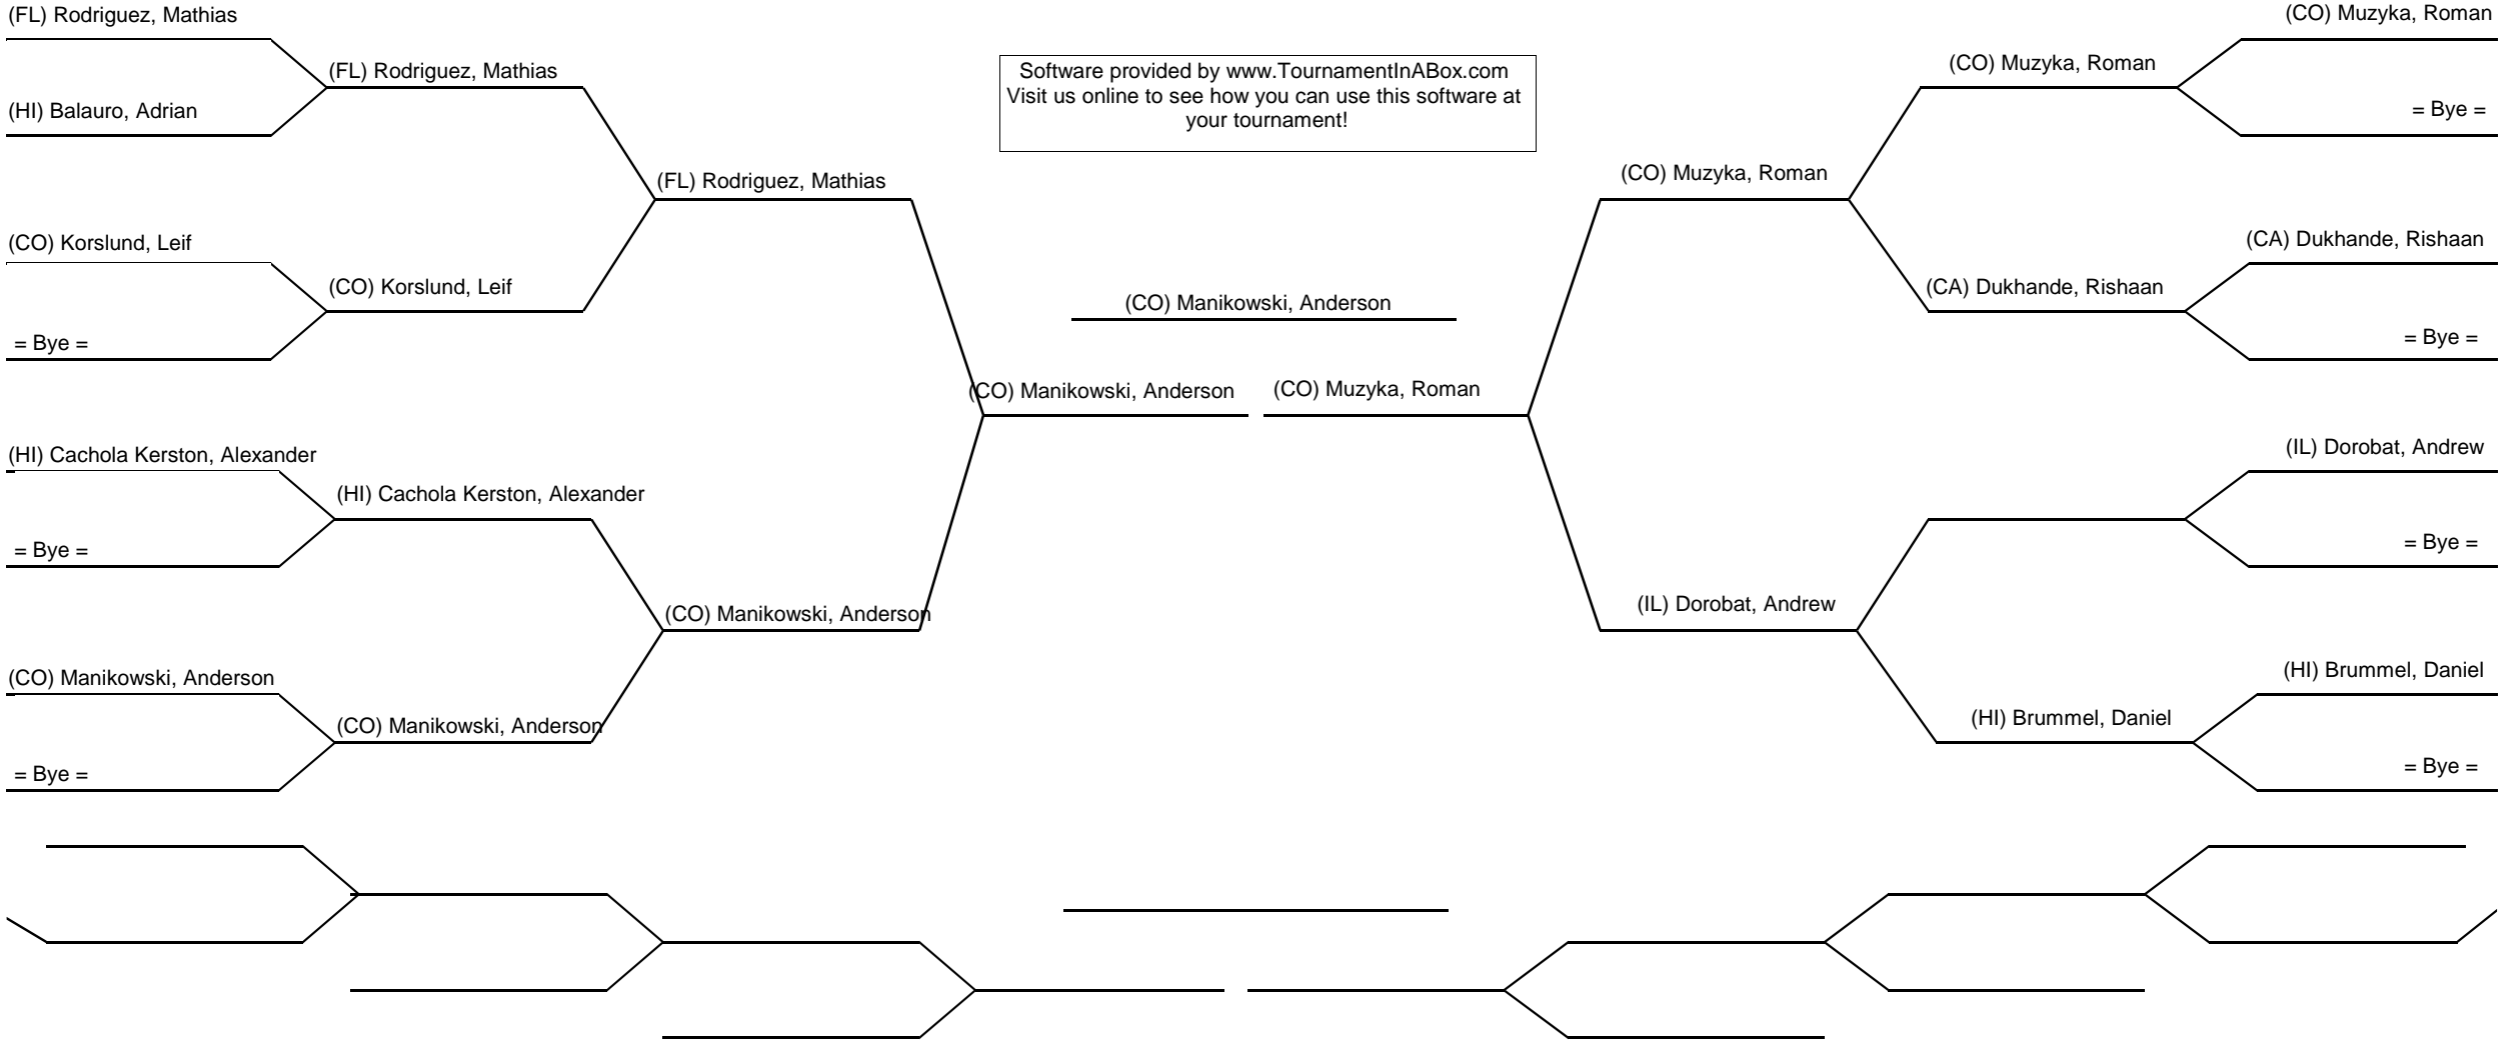 (FL) Rodriguez, Mathias
(HI) Balauro, Adrian
(CO) Korslund, Leif
= Bye =
(HI) Cachola Kerston, Alexander
= Bye =
(CO) Manikowski, Anderson
= Bye =
(FL) Rodriguez, Mathias
(CO) Korslund, Leif
(HI) Cachola Kerston, Alexander
(CO) Manikowski, Anderson
(FL) Rodriguez, Mathias
(CO) Manikowski, Anderson
Software provided by www.TournamentInABox.com
Visit us online to see how you can use this software at
your tournament!
(CO) Manikowski, Anderson
(CO) Manikowski, Anderson
(CO) Muzyka, Roman
(CO) Muzyka, Roman
(IL) Dorobat, Andrew
(CO) Muzyka, Roman
(CA) Dukhande, Rishaan
(HI) Brummel, Daniel
(CO) Muzyka, Roman
= Bye =
(CA) Dukhande, Rishaan
= Bye =
(IL) Dorobat, Andrew
= Bye =
(HI) Brummel, Daniel
= Bye =